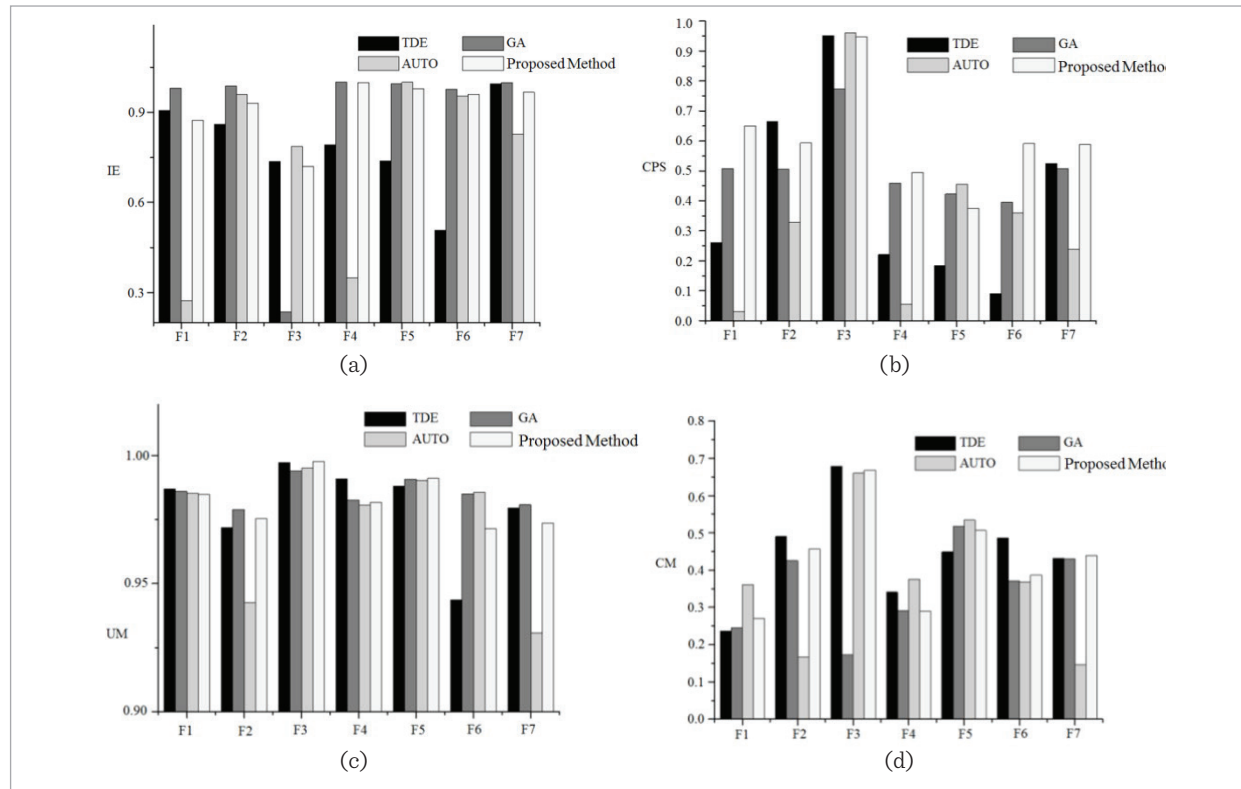 TDE GA
AUTO Proposed Method
0.9
IE
0.6
0.3
F1 F2 F3 F4 F5 F6 F7
(a)
1.0
0.9
0.8
0.7
0.6
CPS
0.5
0.4
0.3
0.2
0.1
0.0
TDE GA
AUTO Proposed Method
F1 F2 F3 F4 F5 F6 F7
(b)
TDE GA
AUTO Proposed Method
1.00
0.95
UM
0.90
F1 F2 F3 F4 F5 F6 F7
(c)
0.8
0.7
0.6
0.5
CM
0.4
0.3
0.2
0.1
0.0
TDE GA
AUTO Proposed Metho
F1 F2 F3 F4 F5 F6 F7
(d)